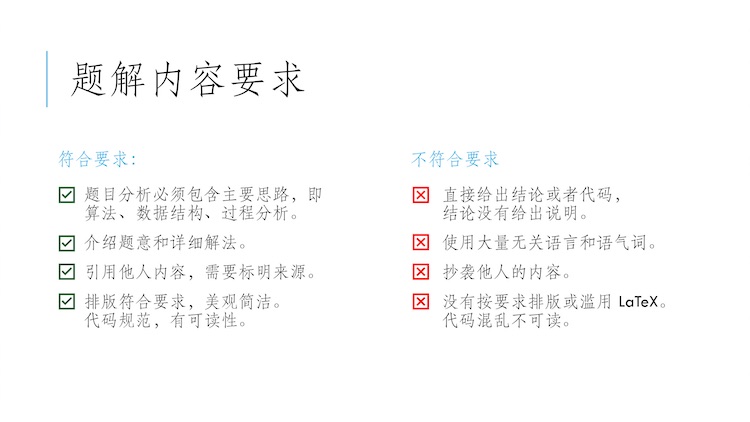 题解内容要求
符合要求：
题目分析必须包含主要思路，即
算法、数据结构、过程分析。
介绍题意和详细解法。
引用他人内容，需要标明来源。
排版符合要求，美观简洁。
代码规范，有可读性。
不符合要求
直接给出结论或者代码，
结论没有给出说明。
使用大量无关语言和语气词。
抄袭他人的内容。
没有按要求排版或滥用 LaTeX。
代码混乱不可读。